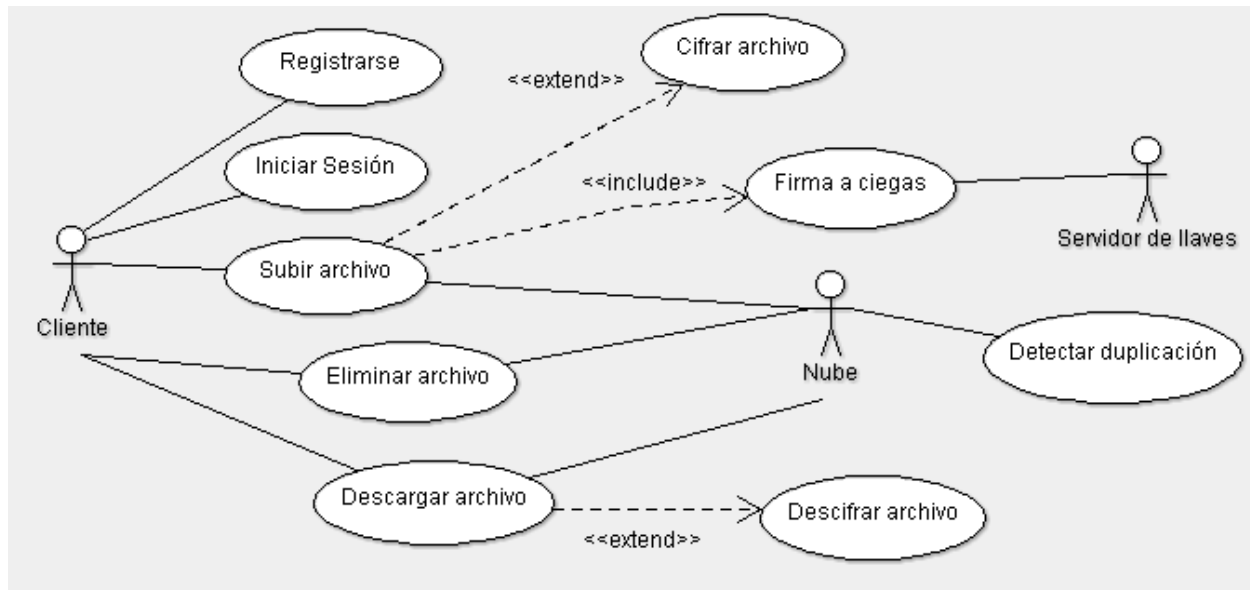 Cifrar archivo
Registrarse
<<extend>>
Iniciar Sesión
<<include>>
Firma a ciegas
Servidor de llaves
Subir archivo
Cliente
Detectar duplicación
Eliminar archivo
Nube
Descargar archivo
Descifrar archivo
<<extend>>